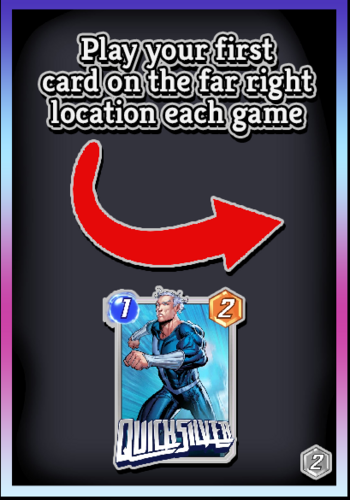 Play your first
card on the far right
location each game
1
2
QUICKSILVER
2